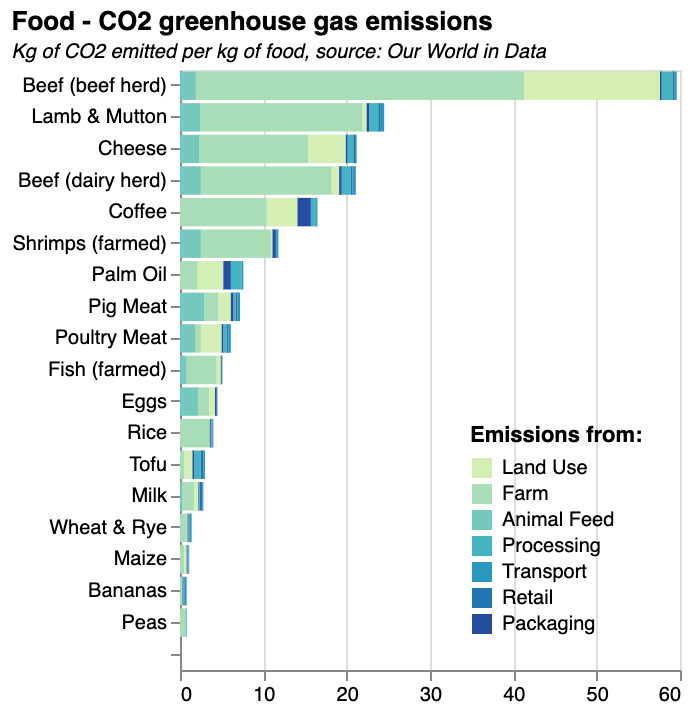 Food - CO2 greenhouse gas emissions
Kg of CO2 emitted per kg of food, source: Our World in Data
Beef (beef herd)
Lamb & Mutton
Cheese
Beef (dairy herd)
Coffee
Shrimps (farmed)
Palm Oil
Pig Meat
Poultry Meat
Fish (farmed)
Eggs
Rice
Tofu
Milk
Wheat & Rye
Maize
Bananas
Peas
Emissions from:
Land Use
Farm
Animal Feed
Processing
Transport
Retail
Packaging
0 10 20 30 40 50 60